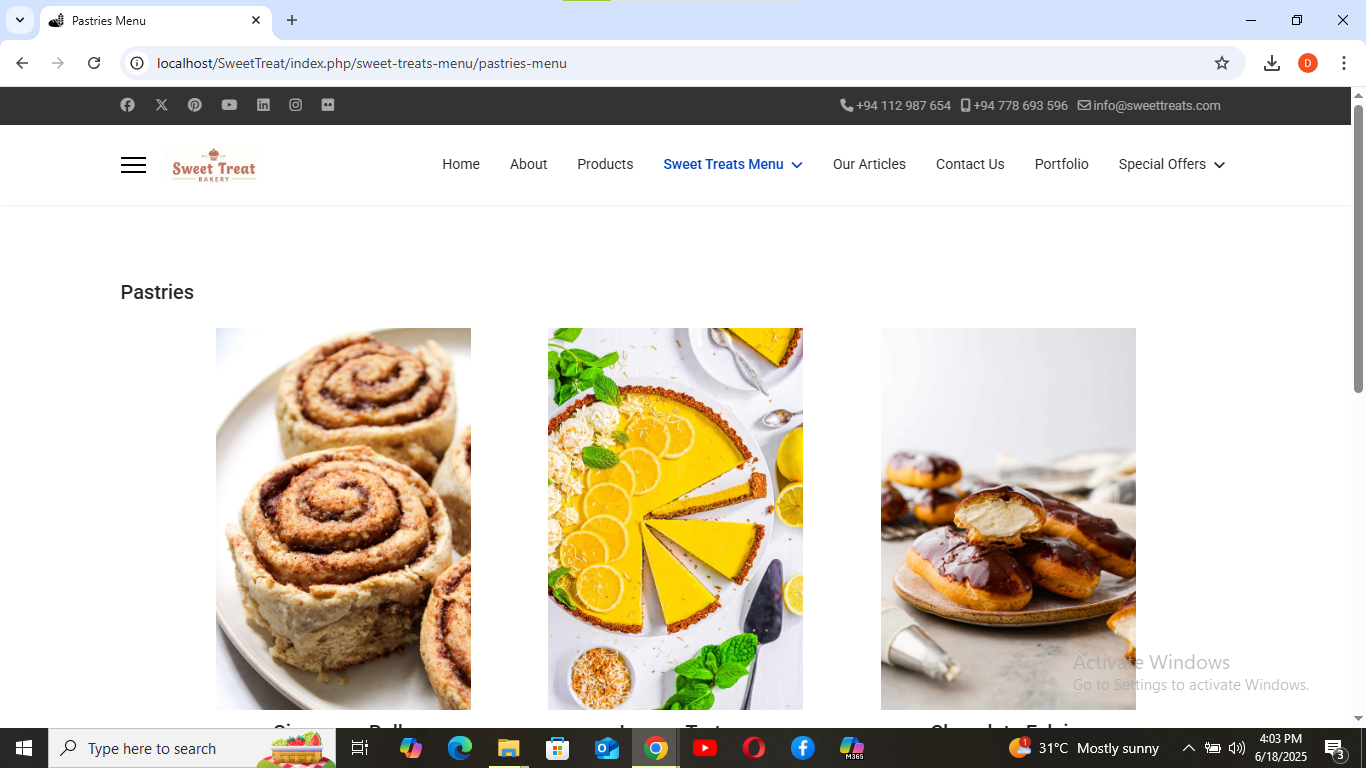 Pastries Menu
localhost/SweetTreat/index.php/sweet-treats-menu/pastries-menu
D
+94 112 987 654 +94 778 693 596 info@sweettreats.com
Sweet Treat
BAKERY
Home About Products Sweet Treats Menu Our Articles Contact Us Portfolio Special Offers
Pastries
Activate Windows
Go to Settings to activate Windows.
Type here to search
M365
1
31°C Mostly sunny
4:03 PM
6/18/2025
3